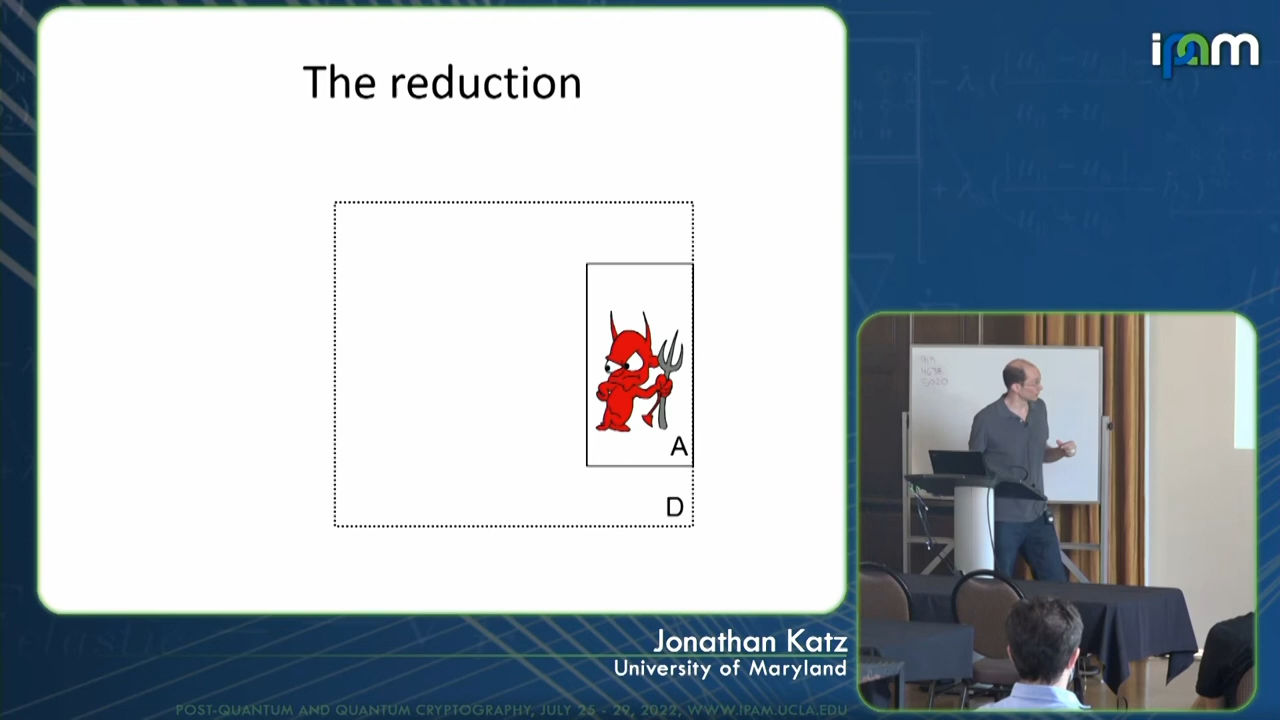 The reduction
ipam
A
D
Jonathan Katz
University of Maryland
POST-QUANTUM AND QUANTUM CRYPTOGRAPHY, JULY 25 - 29, 2022, WWW.IPAM.UCLA.EDU